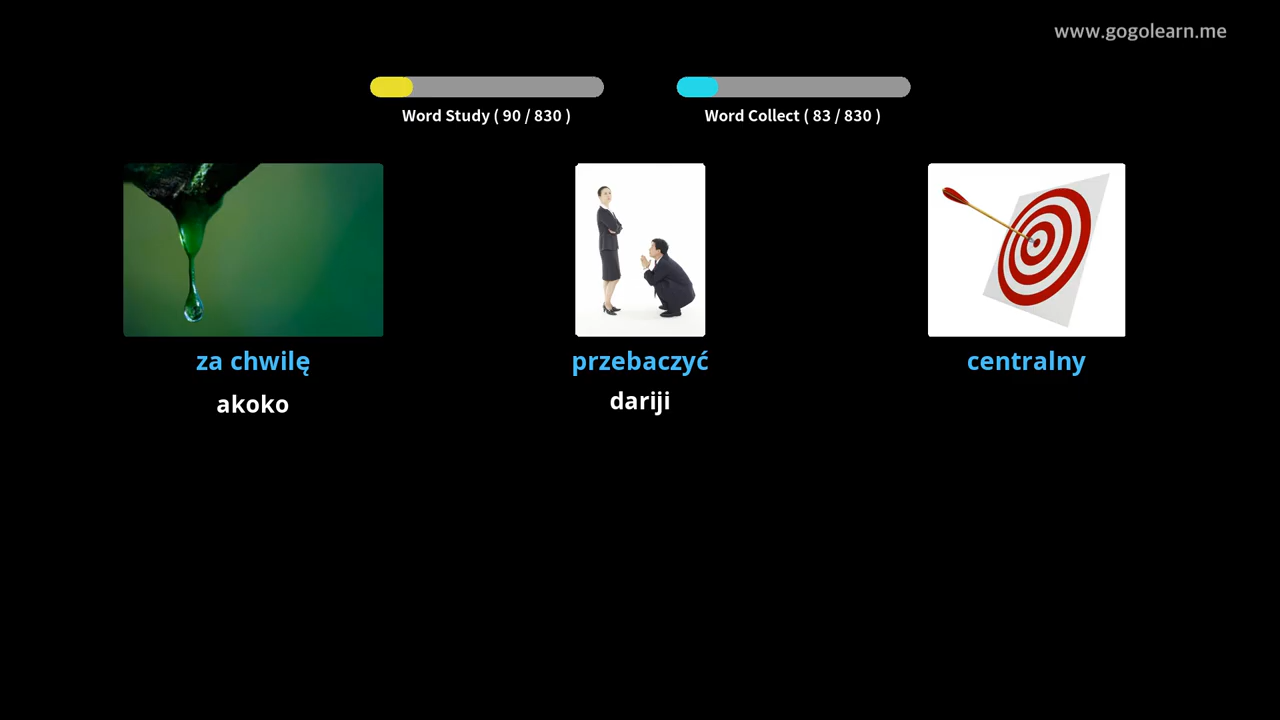 www.gogolearn.me
Word Study ( 90 / 830 )
Word Collect ( 83 / 830 )
za chwilę
przebaczyć
centralny
akoko
dariji